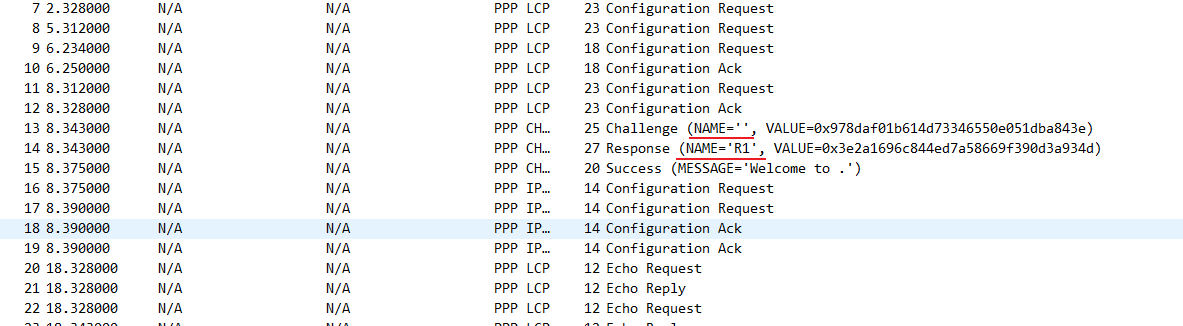 7 2.328000 N/A N/A PPP LCP 23 Configuration Request
8 5.312000 N/A N/A PPP LCP 23 Configuration Request
9 6.234000 N/A N/A PPP LCP 18 Configuration Request
10 6.250000 N/A N/A PPP LCP 18 Configuration Ack
11 8.312000 N/A N/A PPP LCP 23 Configuration Request
12 8.328000 N/A N/A PPP LCP 23 Configuration Ack
13 8.343000 N/A N/A PPP CH… 25 Challenge (NAME='', VALUE=0x978daf01b614d73346550e051dba843e)
14 8.343000 N/A N/A PPP CH… 27 Response (NAME='R1', VALUE=0x3e2a1696c844ed7a58669f390d3a934d)
15 8.375000 N/A N/A PPP CH… 20 Success (MESSAGE='Welcome to .')
16 8.375000 N/A N/A PPP IP… 14 Configuration Request
17 8.390000 N/A N/A PPP IP… 14 Configuration Request
18 8.390000 N/A N/A PPP IP… 14 Configuration Ack
19 8.390000 N/A N/A PPP IP… 14 Configuration Ack
20 18.328000 N/A N/A PPP LCP 12 Echo Request
21 18.328000 N/A N/A PPP LCP 12 Echo Reply
22 18.328000 N/A N/A PPP LCP 12 Echo Request